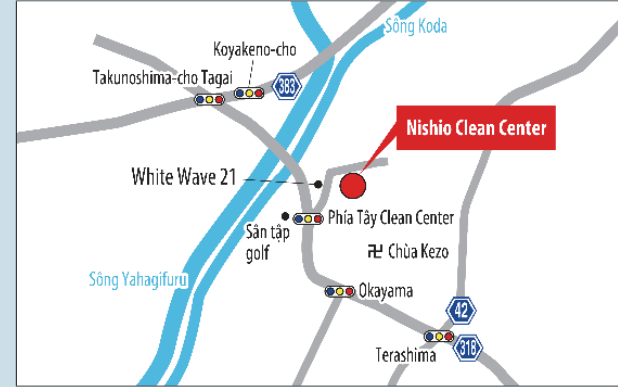 Sông Koda
Koyakeno-cho
Takunoshima-cho Tagai
383
Nishio Clean Center
White Wave 21
Phía Tây Clean Center
Sân tập
golf
卍 Chùa Kezo
Sông Yahagifuru
Okayama
42
Terashima
318